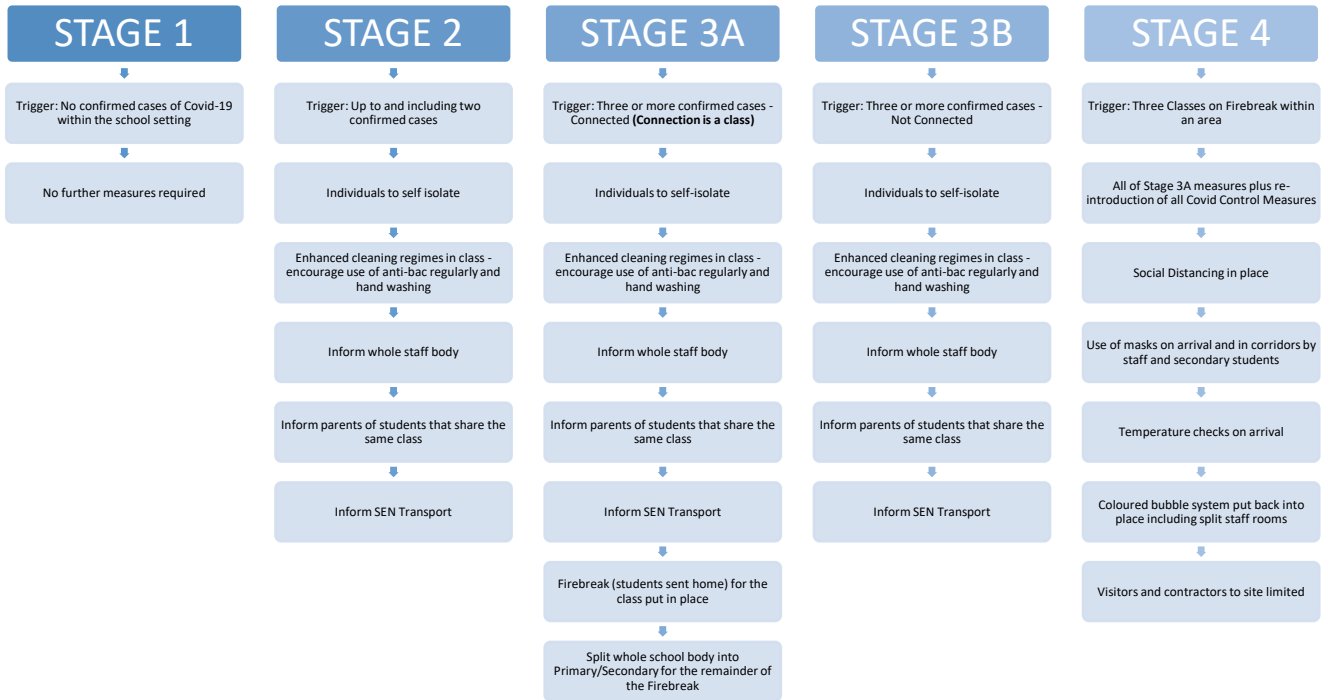 STAGE 1
Trigger: No confirmed cases of Covid-19
within the school setting
No further measures required
STAGE 2
Trigger: Up to and including two
confirmed cases
Individuals to self isolate
Enhanced cleaning regimes in class -
encourage use of anti-bac regularly and
hand washing
Inform whole staff body
Inform parents of students that share the
same class
Inform SEN Transport
STAGE 3A
Trigger: Three or more confirmed cases -
Connected (Connection is a class)
Individuals to self-isolate
Enhanced cleaning regimes in class -
encourage use of anti-bac regularly and
hand washing
Inform whole staff body
Inform parents of students that share the
same class
Inform SEN Transport
Firebreak (students sent home) for the
class put in place
Split whole school body into
Primary/Secondary for the remainder of
the Firebreak
STAGE 3B
Trigger: Three or more confirmed cases -
Not Connected
Individuals to self-isolate
Enhanced cleaning regimes in class -
encourage use of anti-bac regularly and
hand washing
Inform whole staff body
Inform parents of students that share the
same class
Inform SEN Transport
STAGE 4
Trigger: Three Classes on Firebreak within
an area
All of Stage 3A measures plus re-
introduction of all Covid Control Measures
Social Distancing in place
Use of masks on arrival and in corridors by
staff and secondary students
Temperature checks on arrival
Coloured bubble system put back into
place including split staff rooms
Visitors and contractors to site limited